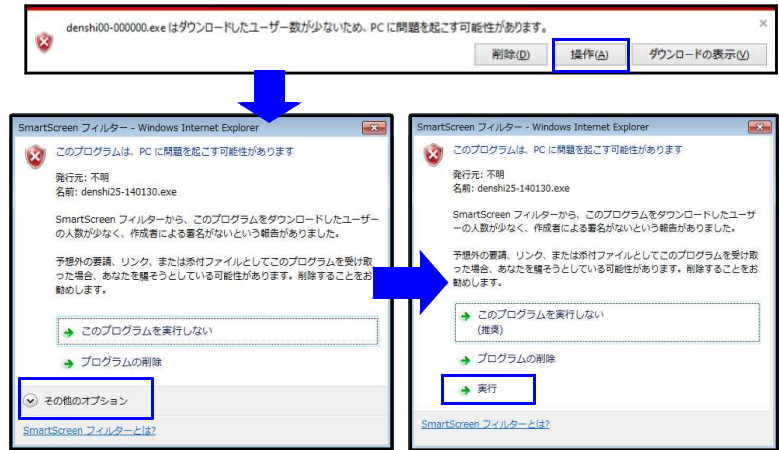 denshi00-000000.exe はダウンロードしたユーザー数が少ないため、PC に問題を起こす可能性があります。
×
削除(D)
操作(A)
ダウンロードの表示(V)
SmartScreen フィルター - Windows Internet Explorer
このプログラムは、PC に問題を起こす可能性があります
発行元: 不明
名前: denshi25-140130.exe
SmartScreen フィルターから、このプログラムをダウンロードしたユーザー
の人数が少なく、作成者による署名がないという報告がありました。
予想外の要請、リンク、または添付ファイルとしてこのプログラムを受け取
った場合、あなたを騙そうとしている可能性があります。削除することをお
勧めします。
このプログラムを実行しない
プログラムの削除
その他のオプション
SmartScreen フィルターとは?
SmartScreen フィルター - Windows Internet Explorer
このプログラムは、PC に問題を起こす可能性があります
発行元: 不明
名前: denshi25-140130.exe
SmartScreen フィルターから、このプログラムをダウンロードしたユーザ
ーの人数が少なく、作成者による署名がないという報告がありました。
予想外の要請、リンク、または添付ファイルとしてこのプログラムを受け取
った場合、あなたを騙そうとしている可能性があります。削除することをお
勧めします。
このプログラムを実行しない
(推奨)
プログラムの削除
実行
SmartScreen フィルターとは?